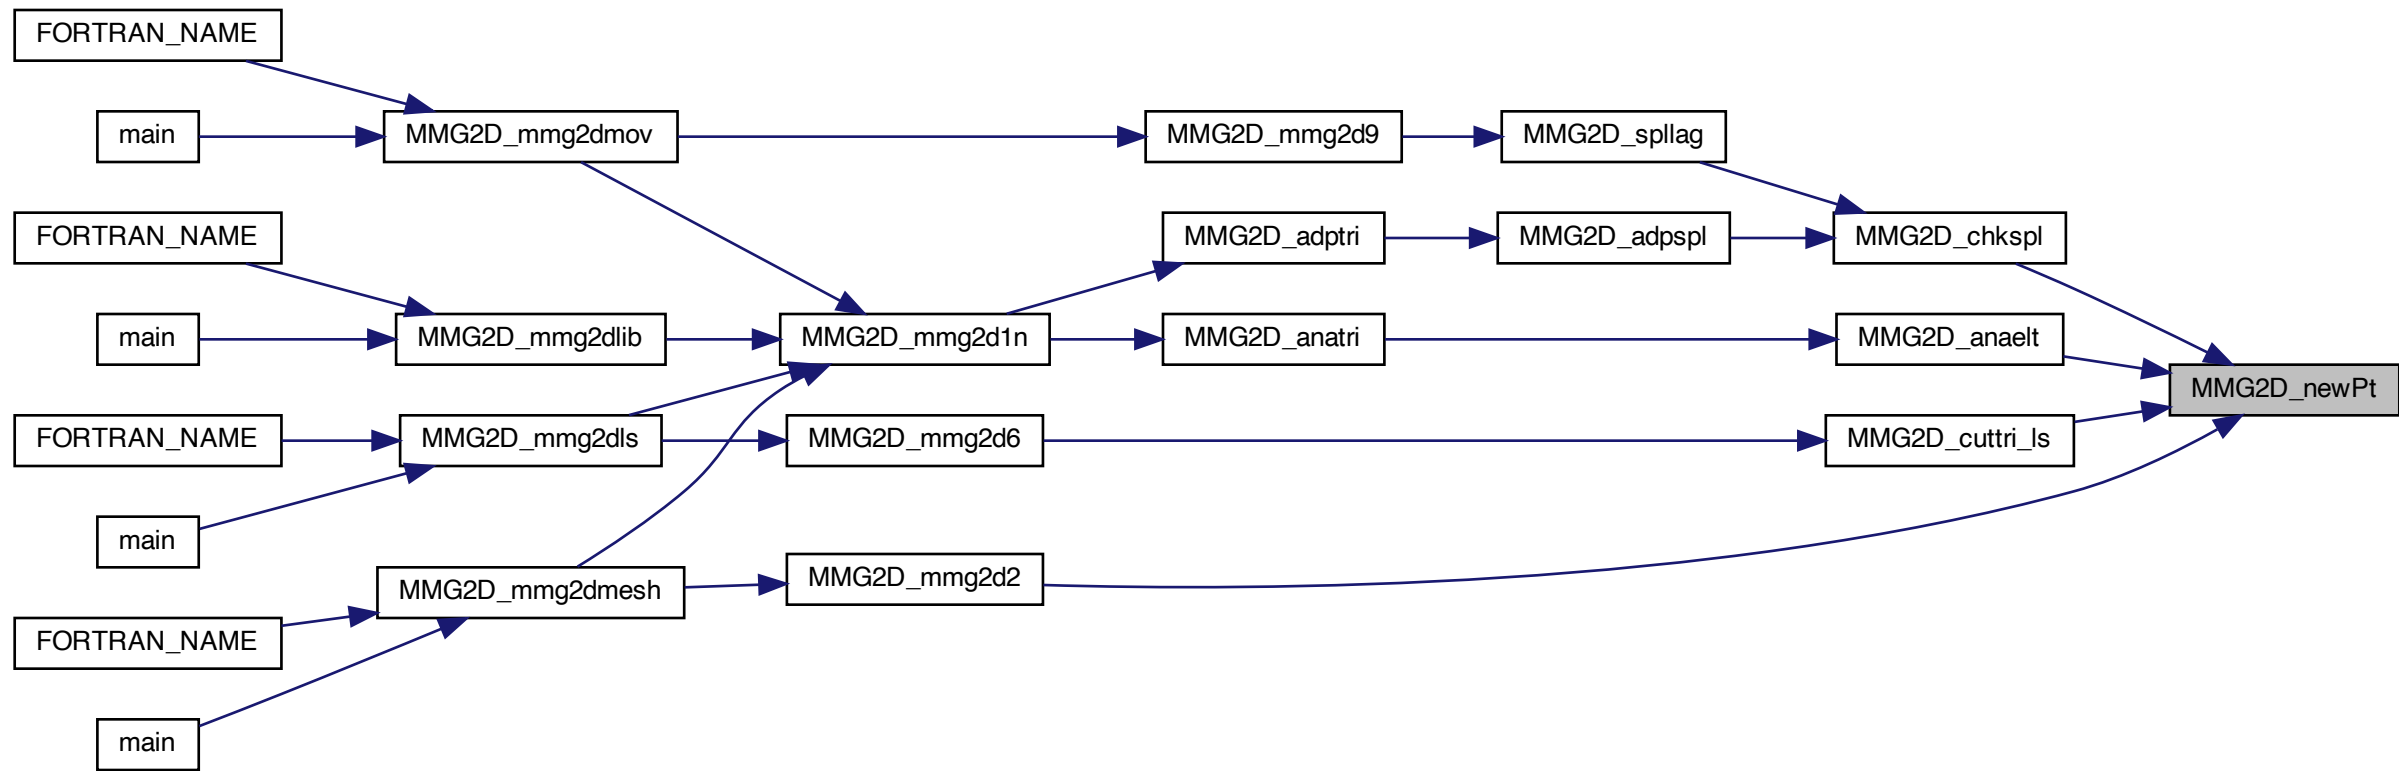 FORTRAN_NAME
main
MMG2D_mmg2dmov
MMG2D_mmg2d9
MMG2D_spllag
FORTRAN_NAME
MMG2D_adptri
MMG2D_adpspl
MMG2D_chkspl
main
MMG2D_mmg2dlib
MMG2D_mmg2d1n
MMG2D_anatri
MMG2D_anaelt
MMG2D_newPt
FORTRAN_NAME
MMG2D_mmg2dls
MMG2D_mmg2d6
MMG2D_cuttri_ls
main
MMG2D_mmg2dmesh
MMG2D_mmg2d2
FORTRAN_NAME
main